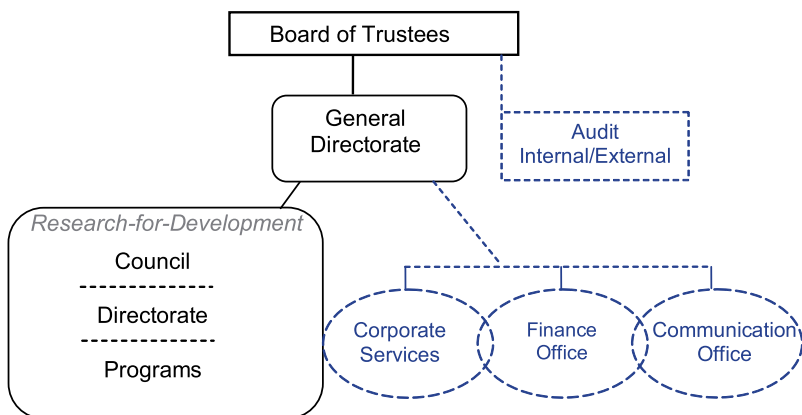 Board of Trustees
General
Directorate
Audit
Internal/External
Research-for-Development
Council
Directorate
Programs
Corporate
Services
Finance
Office
Communication
Office